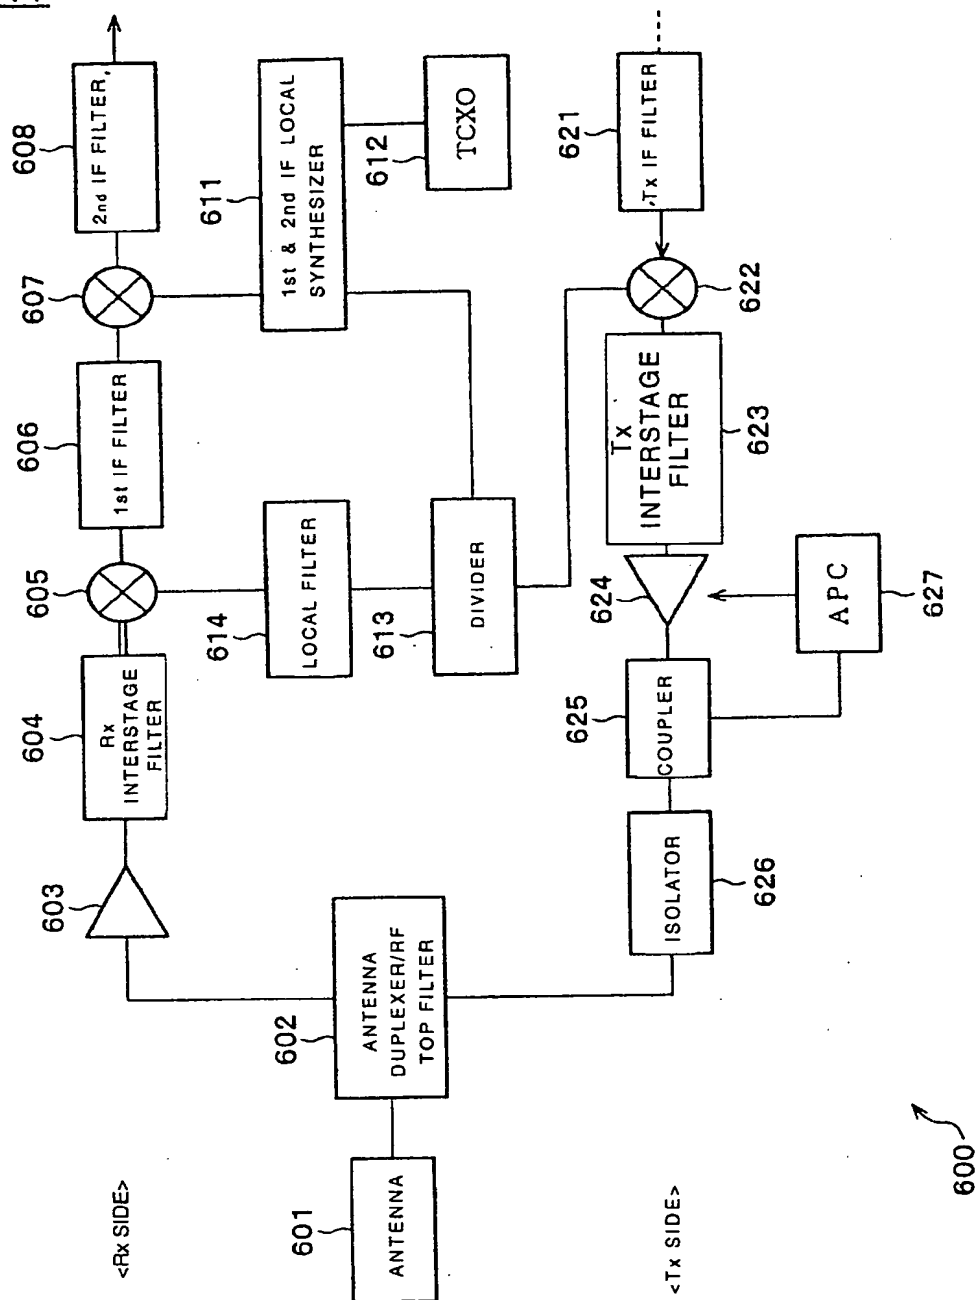 <Rx SIDE>
601
ANTENNA
602
ANTENNA
DUPLEXER/RF
TOP FILTER
603
604
Rx
INTERSTAGE
FILTER
605
606
1st IF FILTER
607
608
2nd IF FILTER,
611
1st & 2nd IF LOCAL
SYNTHESIZER
612
TCXO
614
LOCAL FILTER
613
DIVIDER
<Tx SIDE>
626
ISOLATOR
625
COUPLER
624
627
APC
623
Tx
INTERSTAGE
FILTER
622
621
,Tx IF FILTER
600